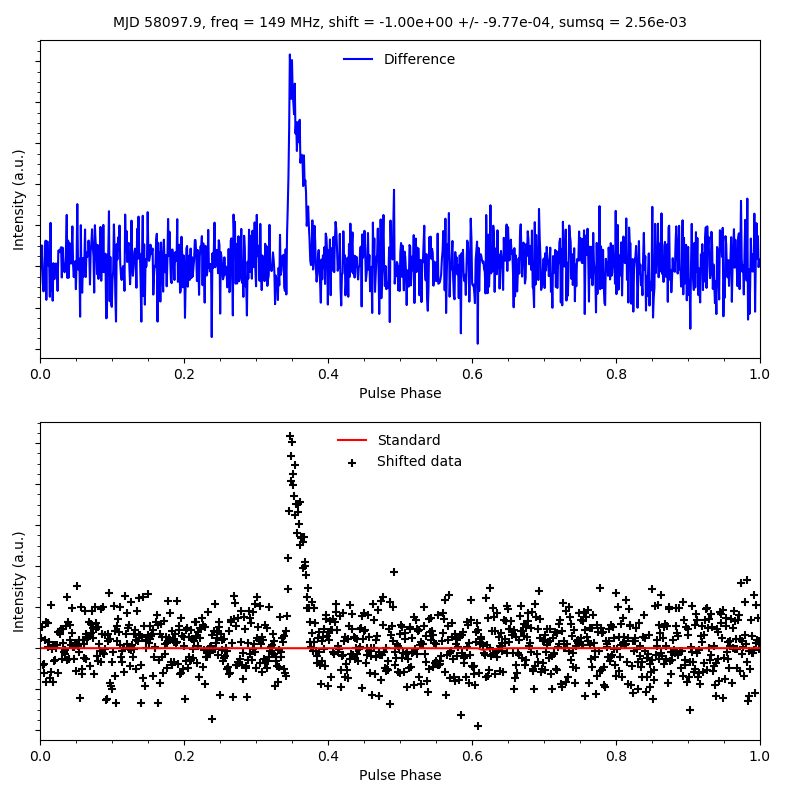 MJD 58097.9, freq = 149 MHz, shift = -1.00e+00 +/- -9.77e-04, sumsq = 2.56e-03
Difference
Intensity (a.u.)
0.0 0.2 0.4 0.6 0.8 1.0
Pulse Phase
Standard
Shifted data
Intensity (a.u.)
0.0 0.2 0.4 0.6 0.8 1.0
Pulse Phase